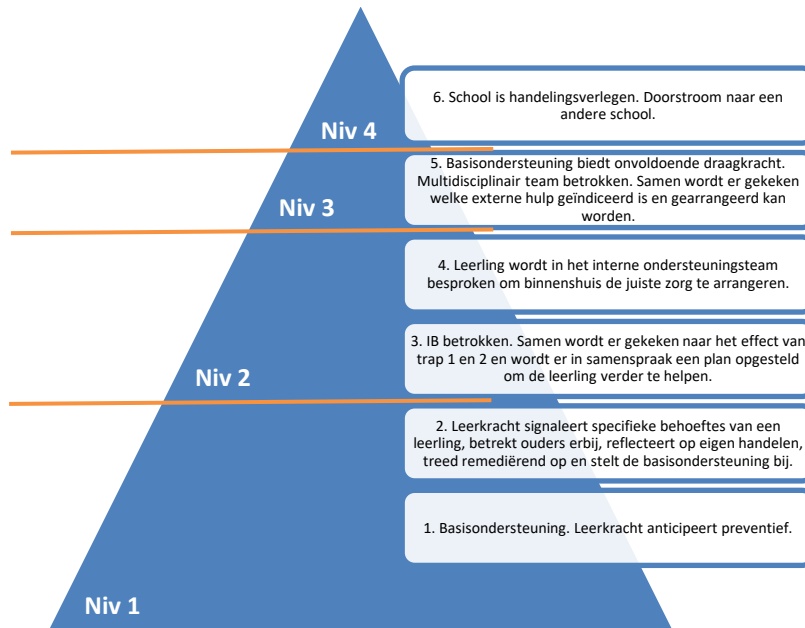 6. School is handelingsverlegen. Doorstroom naar een
andere school.
Niv 4
5. Basisondersteuning biedt onvoldoende draagkracht.
Multidisciplinair team betrokken. Samen wordt er gekeken
welke externe hulp geïndiceerd is en gearrangeerd kan
worden.
Niv 3
4. Leerling wordt in het interne ondersteuningsteam
besproken om binnenshuis de juiste zorg te arrangeren.
3. IB betrokken. Samen wordt er gekeken naar het effect van
trap 1 en 2 en wordt er in samenspraak een plan opgesteld
om de leerling verder te helpen.
Niv 2
2. Leerkracht signaleert specifieke behoeftes van een
leerling, betrekt ouders erbij, reflecteert op eigen handelen,
treed remediërend op en stelt de basisondersteuning bij.
1. Basisondersteuning. Leerkracht anticipeert preventief.
Niv 1